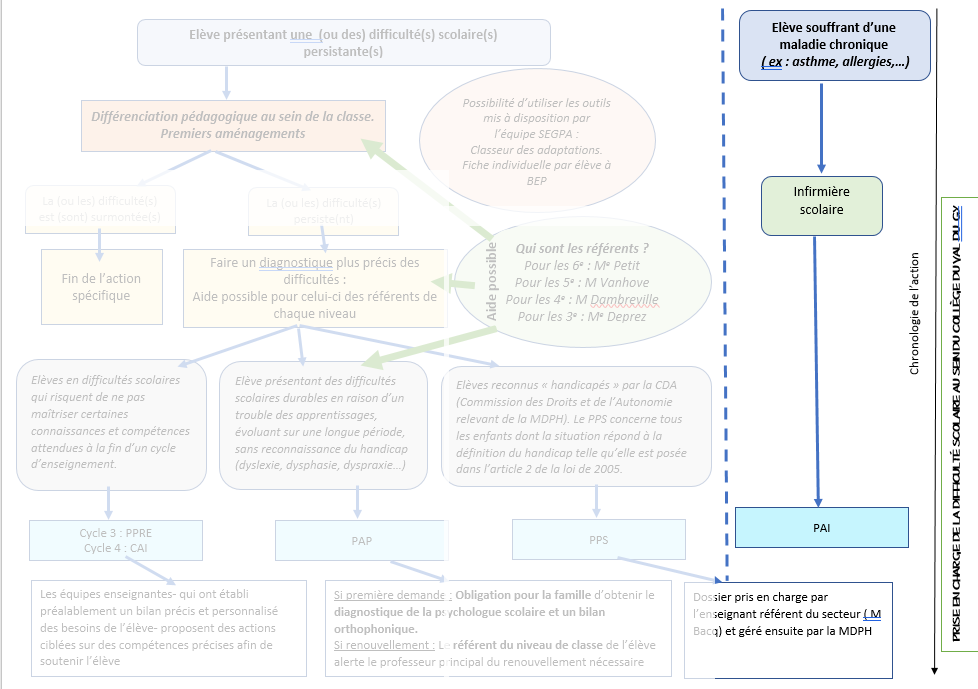 Elève présentant une (ou des) difficulté(s) scolaire(s)
persistante(s)
Différenciation pédagogique au sein de la classe.
Premiers aménagements
Possibilité d'utiliser les outils
mis à disposition par
l'équipe SEGPA :
Classeur des adaptations.
Fiche individuelle par élève à
BEP
La (ou les) difficulté(s)
est (sont) surmontée(s)
La (ou les) difficulté(s)
persiste(nt)
Fin de l'action
spécifique
Faire un diagnostique plus précis des
difficultés :
Aide possible pour celui-ci des référents de
chaque niveau
Aide possible
Qui sont les référents ?
Pour les 6e : Me Petit
Pour les 5e : M Vanhove
Pour les 4e : M Dambreville
Pour les 3e : Me Deprez
Elèves en difficultés scolaires
qui risquent de ne pas
maîtriser certaines
connaissances et compétences
attendues à la fin d'un cycle
d'enseignement.
Elève présentant des difficultés
scolaires durables en raison d'un
trouble des apprentissages,
évoluant sur une longue période,
sans reconnaissance du handicap
(dyslexie, dysphasie, dyspraxie…)
Elèves reconnus « handicapés » par la CDA
(Commission des Droits et de l'Autonomie
relevant de la MDPH). Le PPS concerne tous
les enfants dont la situation répond à la
définition du handicap telle qu'elle est posée
dans l'article 2 de la loi de 2005.
Cycle 3 : PPRE
Cycle 4 : CAI
PAP
PPS
Les équipes enseignantes- qui ont établi
préalablement un bilan précis et personnalisé
des besoins de l'élève- proposent des actions
ciblées sur des compétences précises afin de
soutenir l'élève
Si première demande : Obligation pour la famille d'obtenir le
diagnostique de la psychologue scolaire et un bilan
orthophonique.
Si renouvellement : Le référent du niveau de classe de l'élève
alerte le professeur principal du renouvellement nécessaire
Dossier pris en charge par
l'enseignant référent du secteur ( M
Bacq) et géré ensuite par la MDPH
Elève souffrant d'une
maladie chronique
( ex : asthme, allergies,…)
Infirmière
scolaire
PAI
Chronologie de l'action
PRISE EN CHARGE DE LA DIFFICULTÉ SCOLAIRE AU SEIN DU COLLÈGE DU VAL DU GY